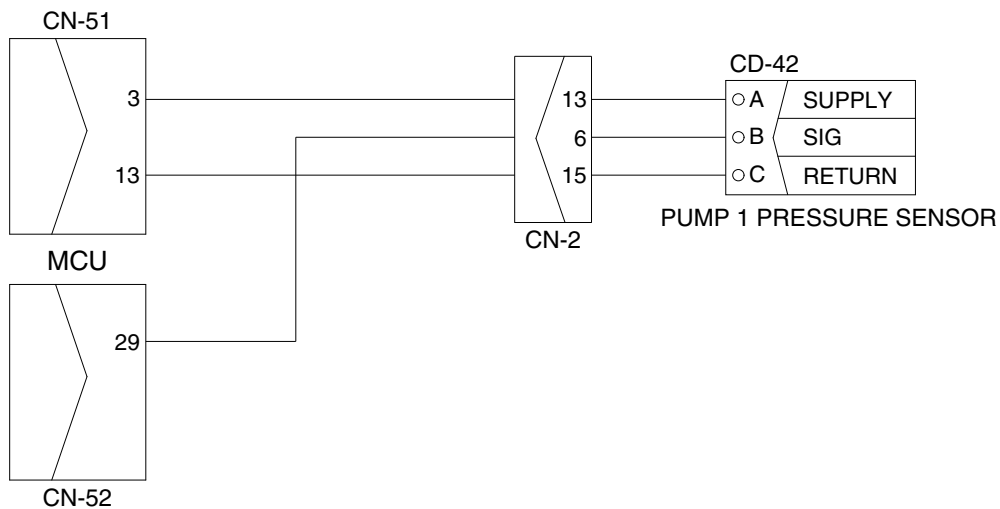 CN-51
3
13
MCU
29
CN-52
13
6
15
CN-2
CD-42
A SUPPLY
B SIG
C RETURN
PUMP 1 PRESSURE SENSOR